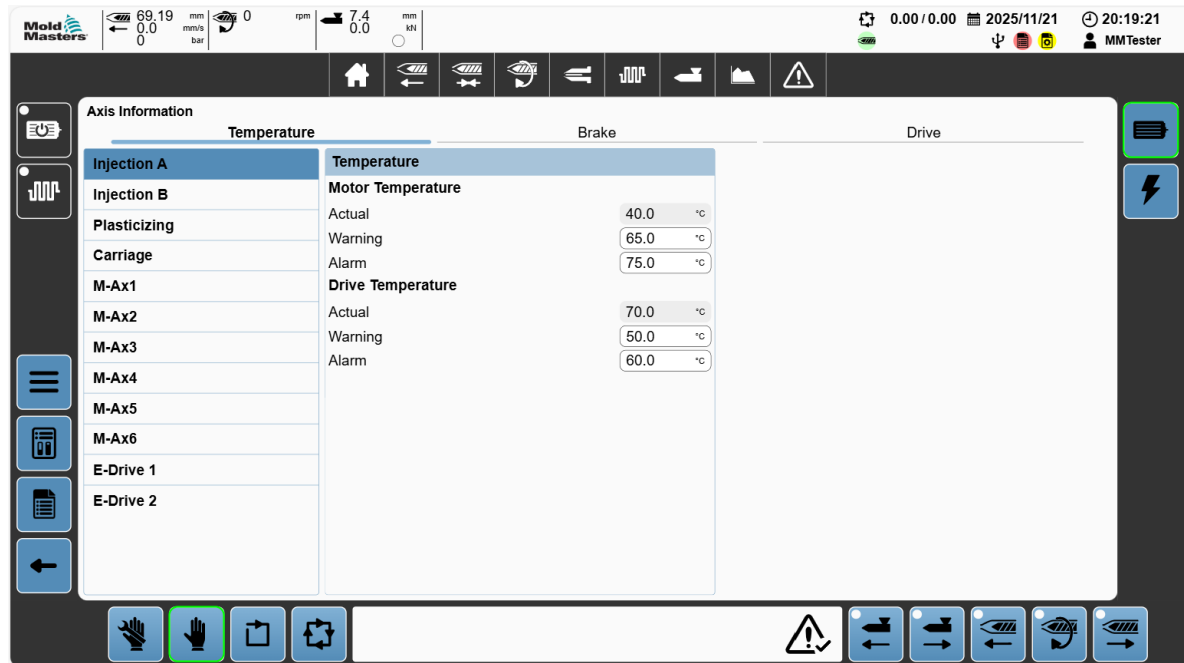 Mold
Masters
69.19 mm
0.0 mm/s
0 bar
0 rpm
7.4 mm
0.0 kN
0.00 / 0.00 2025/11/21 20:19:21
MMTester
Axis Information
Temperature Brake Drive
Injection A
Injection B
Plasticizing
Carriage
M-Ax1
M-Ax2
M-Ax3
M-Ax4
M-Ax5
M-Ax6
E-Drive 1
E-Drive 2
Temperature
Motor Temperature
Actual 40.0 °C
Warning 65.0 °C
Alarm 75.0 °C
Drive Temperature
Actual 70.0 °C
Warning 50.0 °C
Alarm 60.0 °C